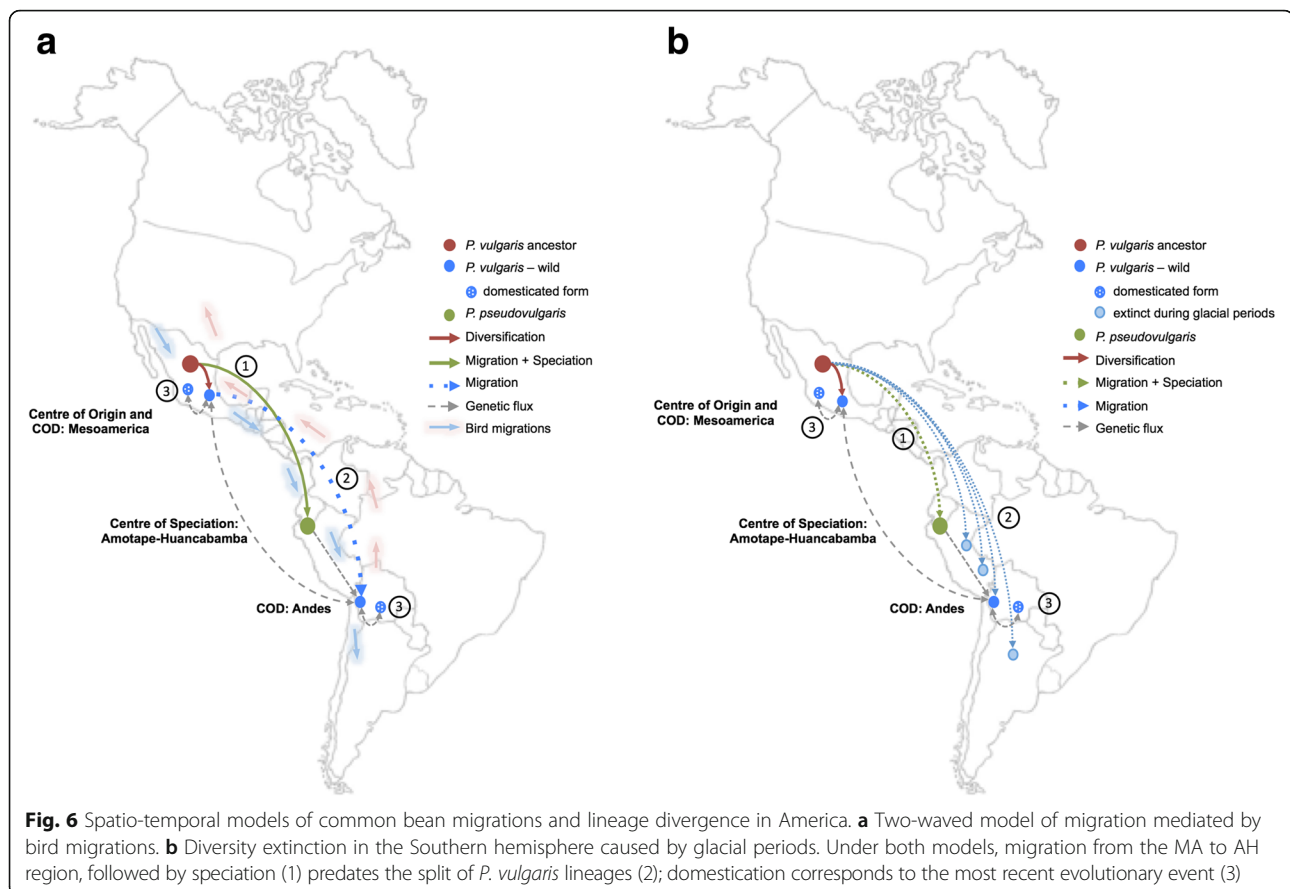 a
P. vulgaris ancestor
P. vulgaris – wild
domesticated form
P. pseudovulgaris
Diversification
Migration + Speciation
Migration
Genetic flux
Bird migrations
1
3
Centre of Origin and
COD: Mesoamerica
2
Centre of Speciation:
Amotape-Huancabamba
COD: Andes
3
b
P. vulgaris ancestor
P. vulgaris – wild
domesticated form
extinct during glacial periods
P. pseudovulgaris
Diversification
Migration + Speciation
Migration
Genetic flux
Centre of Origin and
COD: Mesoamerica
3
1
2
Centre of Speciation:
Amotape-Huancabamba
COD: Andes
3
Fig. 6 Spatio-temporal models of common bean migrations and lineage divergence in America. a Two-waved model of migration mediated by
bird migrations. b Diversity extinction in the Southern hemisphere caused by glacial periods. Under both models, migration from the MA to AH
region, followed by speciation (1) predates the split of P. vulgaris lineages (2); domestication corresponds to the most recent evolutionary event (3)